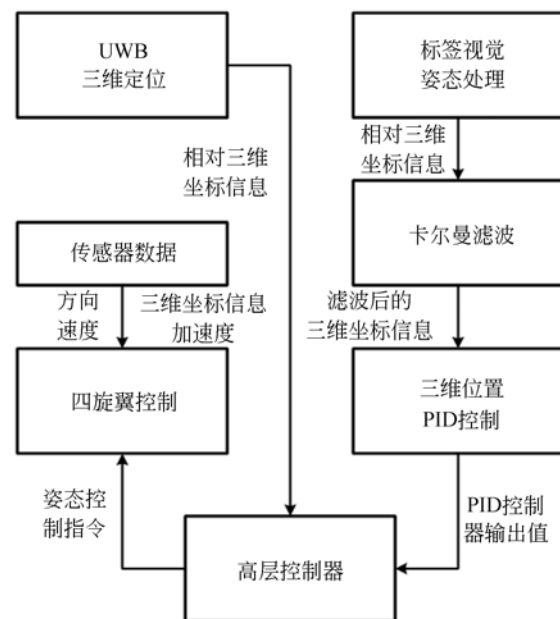 UWB
三维定位
标签视觉
姿态处理
相对三维
坐标信息
相对三维
坐标信息
卡尔曼滤波
传感器数据
方向
速度
三维坐标信息
加速度
滤波后的
三维坐标信息
四旋翼控制
三维位置
PID控制
姿态控
制指令
PID控制
器输出值
高层控制器